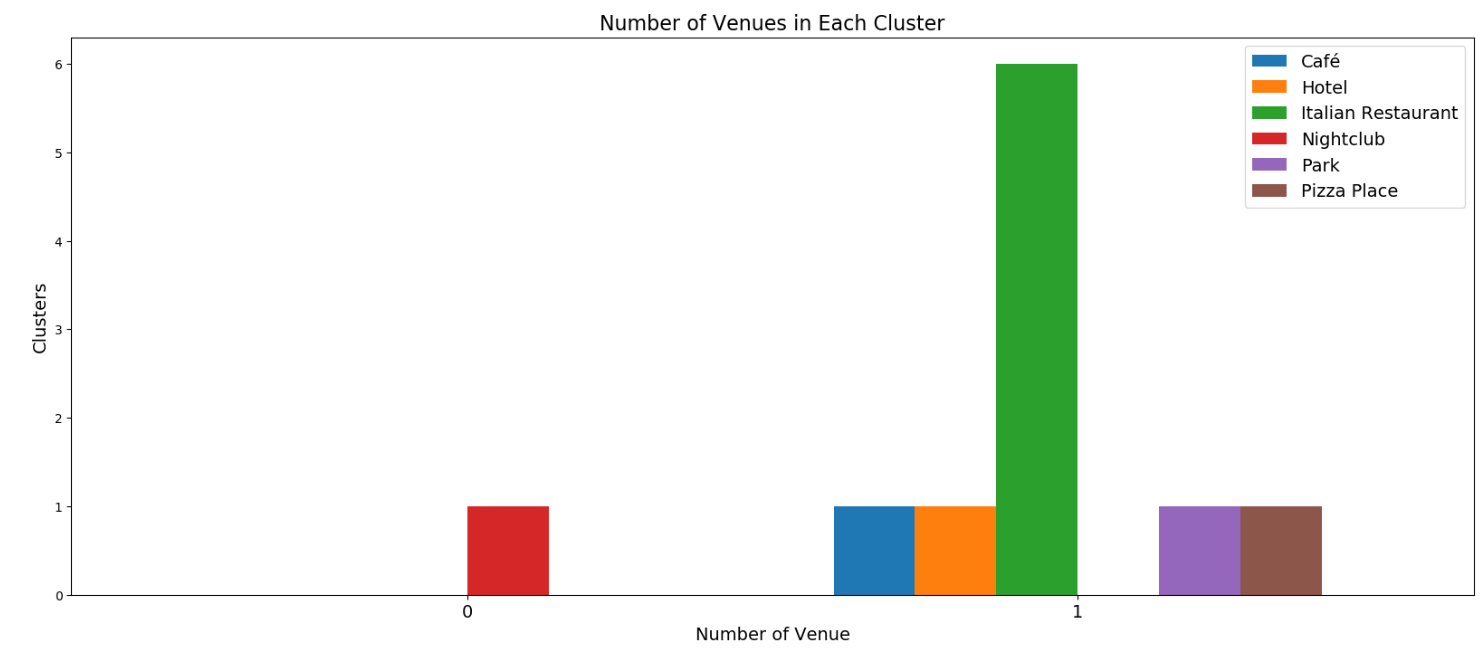 Number of Venues in Each Cluster
Café
Hotel
Italian Restaurant
Nightclub
Park
Pizza Place
6
5
4
3
2
1
0
Clusters
0
1
Number of Venue